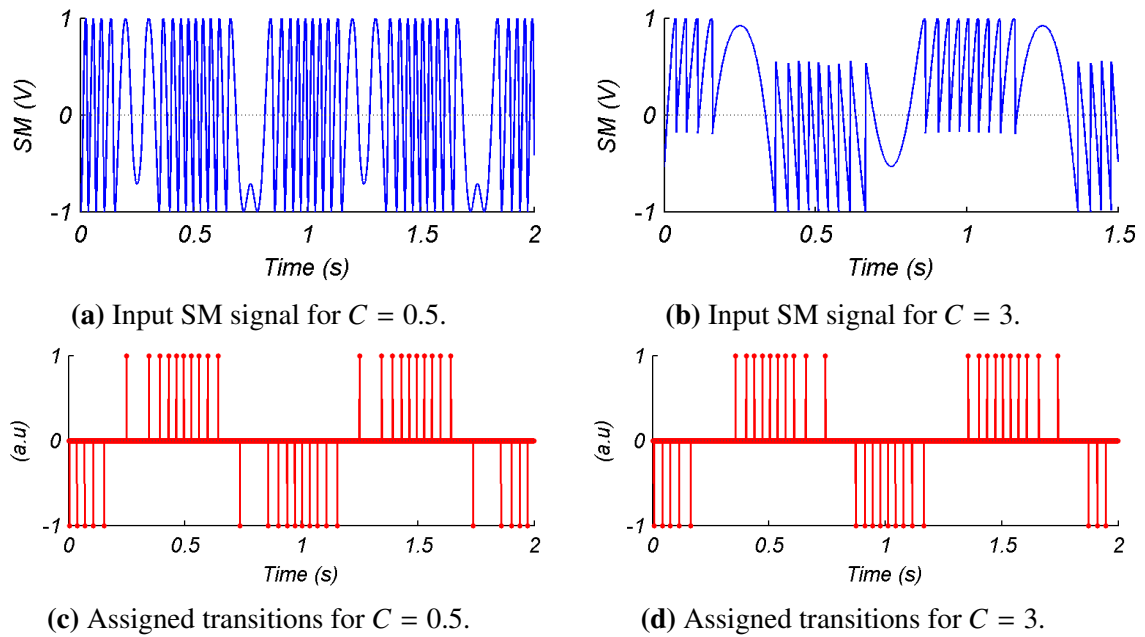 1
0
-1
SM (V)
0
0.5
1
1.5
2
Time (s)
1
0
-1
SM (V)
0
0.5
1
1.5
Time (s)
(a) Input SM signal for C = 0.5.
(b) Input SM signal for C = 3.
1
0
-1
(a.u)
0
0.5
1
1.5
2
Time (s)
1
0
-1
(a.u)
0
0.5
1
1.5
2
Time (s)
(c) Assigned transitions for C = 0.5.
(d) Assigned transitions for C = 3.